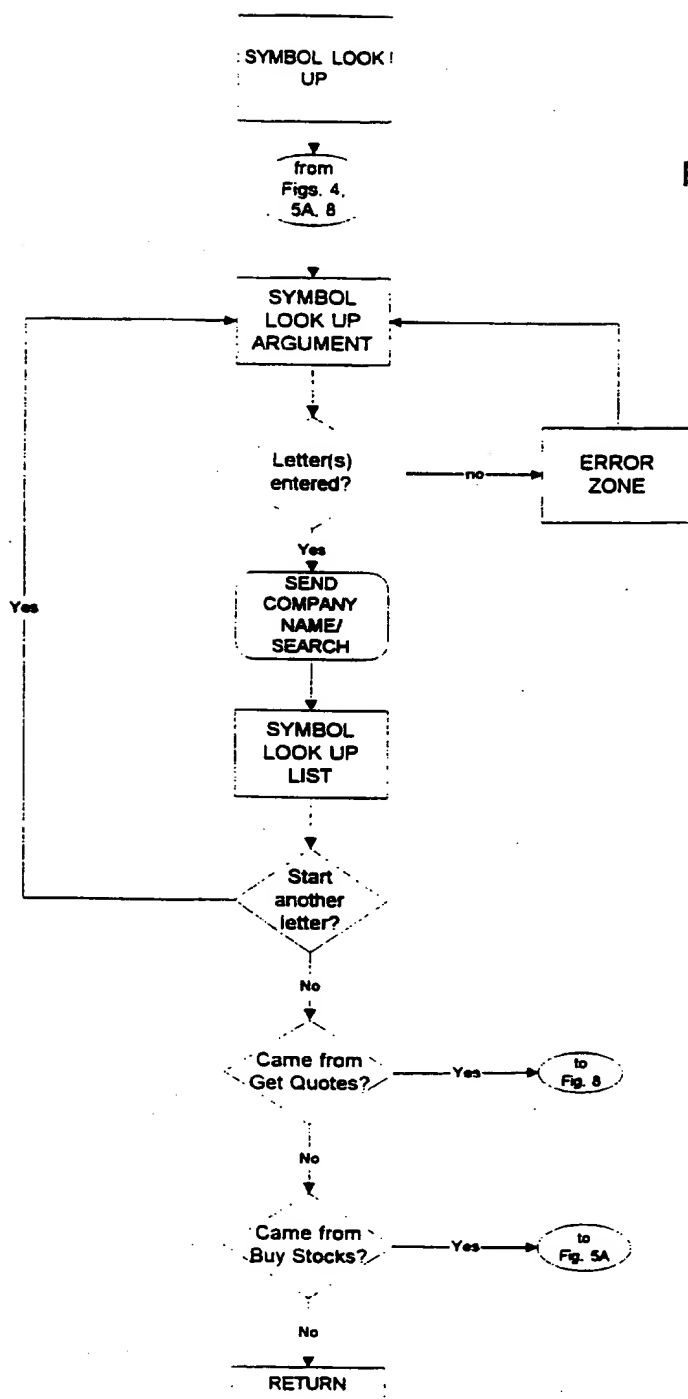 SYMBOL LOOK
UP
from
Figs. 4,
5A, 8
SYMBOL
LOOK UP
ARGUMENT
Letter(s)
entered?
no
ERROR
ZONE
Yes
Yes
SEND
COMPANY
NAME/
SEARCH
SYMBOL
LOOK UP
LIST
Start
another
letter?
No
Came from
Get Quotes?
Yes
to
Fig. 8
No
Came from
Buy Stocks?
Yes
to
Fig. 5A
No
RETURN